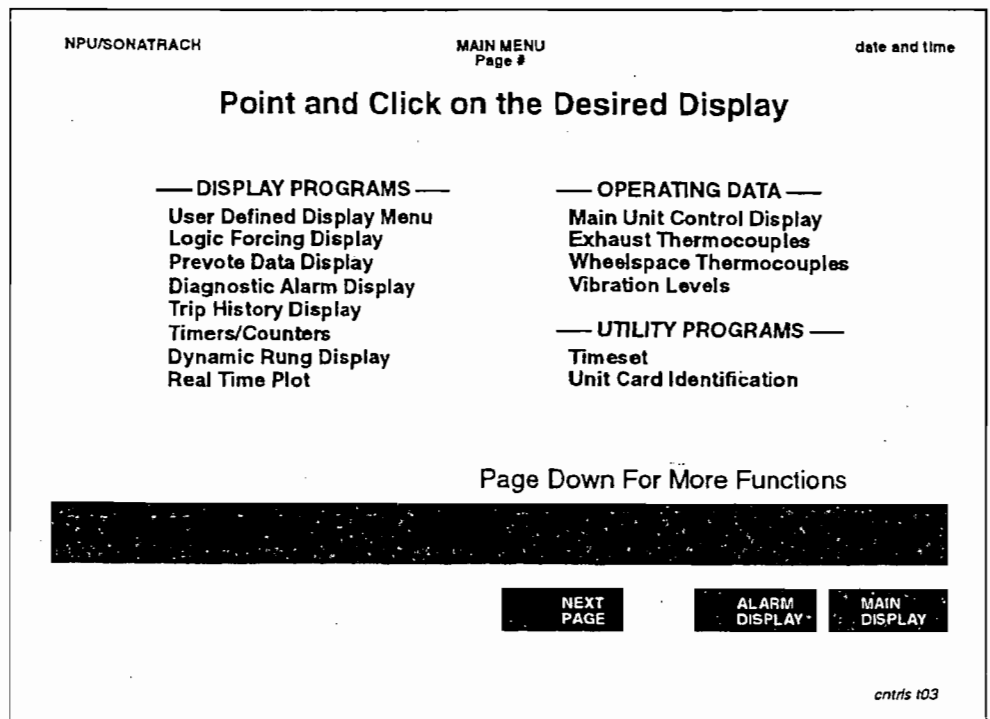 NPU/SONATRACH
MAIN MENU
Page #
date and time
Point and Click on the Desired Display
DISPLAY PROGRAMS
User Defined Display Menu
Logic Forcing Display
Prevote Data Display
Diagnostic Alarm Display
Trip History Display
Timers/Counters
Dynamic Rung Display
Real Time Plot
OPERATING DATA
Main Unit Control Display
Exhaust Thermocouples
Wheelspace Thermocouples
Vibration Levels
UTILITY PROGRAMS
Timeset
Unit Card Identification
Page Down For More Functions
NEXT
PAGE
ALARM
DISPLAY
MAIN
DISPLAY
cntrls t03